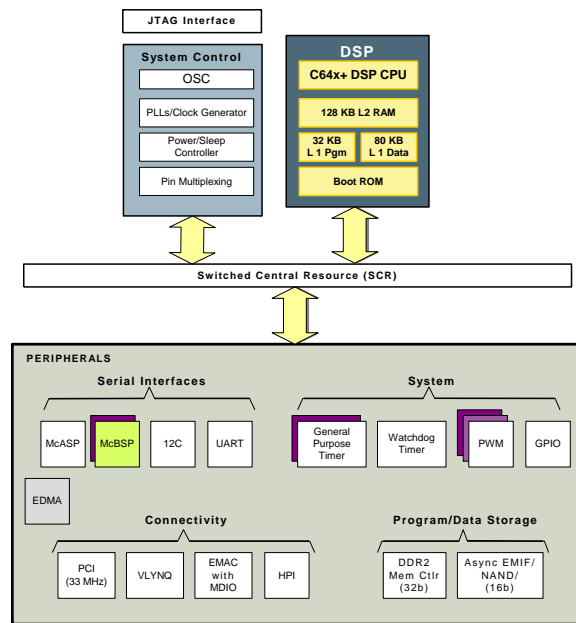 JTAG Interface
System Control
OSC
PLLs/Clock Generator
Power/Sleep
Controller
Pin Multiplexing
DSP
C64x+ DSP CPU
128 KB L2 RAM
32 KB
L 1 Pgm
80 KB
L 1 Data
Boot ROM
Switched Central Resource (SCR)
PERIPHERALS
Serial Interfaces
McASP
McBSP
12C
UART
System
General
Purpose
Timer
Watchdog
Timer
PWM
GPIO
EDMA
Connectivity
PCI
(33 MHz)
VLYNQ
EMAC
with
MDIO
HPI
Program/Data Storage
DDR2
Mem Ctlr
(32b)
Async EMIF/
NAND/
(16b)